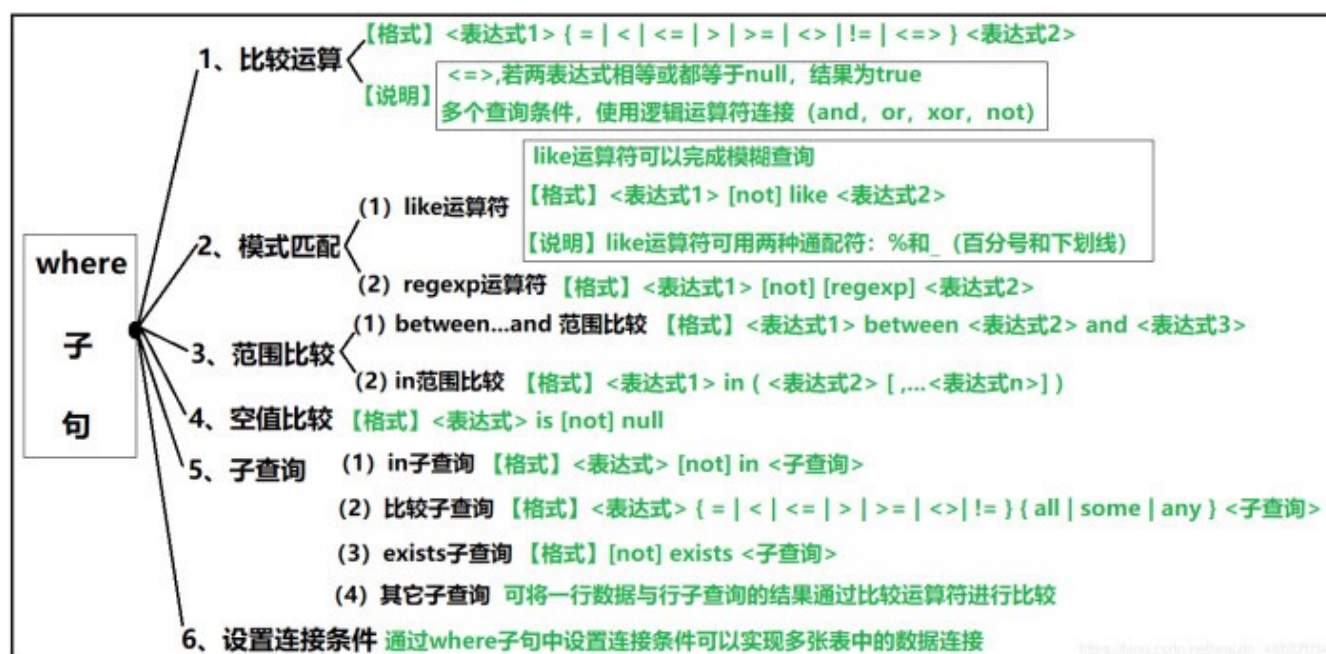 where
子
句
1、比较运算
【格式】<表达式1> { = | < | <= | > | >= | <> | != | <=> } <表达式2>
【说明】
<=>,若两表达式相等或都等于null，结果为true
多个查询条件，使用逻辑运算符连接（and，or，xor，not）
2、模式匹配
（1）like运算符
like运算符可以完成模糊查询
【格式】<表达式1> [not] like <表达式2>
【说明】like运算符可用两种通配符：%和_（百分号和下划线）
（2）regexp运算符 【格式】<表达式1> [not] [regexp] <表达式2>
3、范围比较
（1）between...and 范围比较 【格式】<表达式1> between <表达式2> and <表达式3>
（2）in范围比较 【格式】<表达式1> in ( <表达式2> [ ,...<表达式n>] )
4、空值比较 【格式】<表达式> is [not] null
5、子查询
（1）in子查询 【格式】<表达式> [not] in <子查询>
（2）比较子查询 【格式】<表达式> { = | < | <= | > | >= | <>| != } { all | some | any } <子查询>
（3）exists子查询 【格式】[not] exists <子查询>
（4）其它子查询 可将一行数据与行子查询的结果通过比较运算符进行比较
6、设置连接条件 通过where子句中设置连接条件可以实现多张表中的数据连接